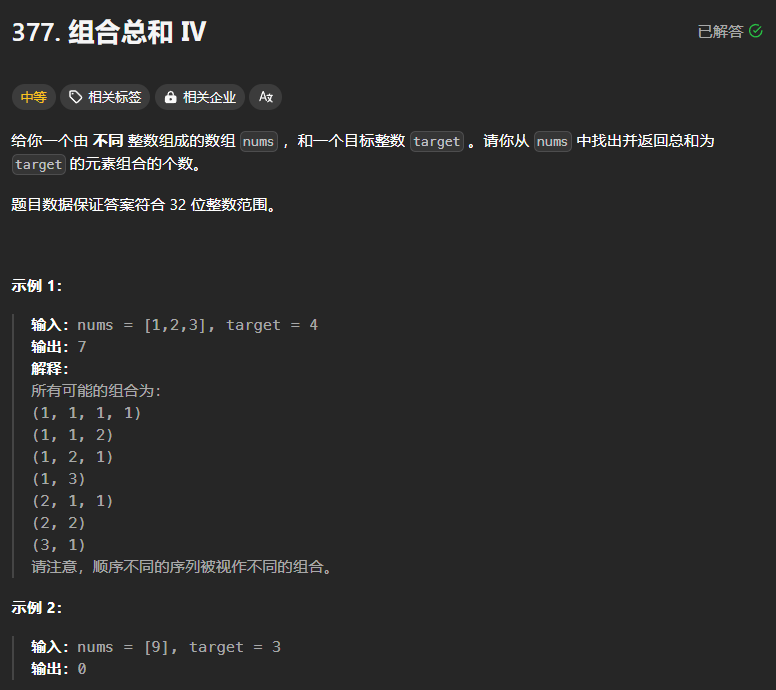 377. 组合总和 Ⅳ
已解答
中等 相关标签 相关企业 Az
给你一个由 不同 整数组成的数组 nums ，和一个目标整数 target 。请你从 nums 中找出并返回总和为
target 的元素组合的个数。
题目数据保证答案符合 32 位整数范围。
示例 1：
输入：nums = [1,2,3], target = 4
输出：7
解释：
所有可能的组合为：
(1, 1, 1, 1)
(1, 1, 2)
(1, 2, 1)
(1, 3)
(2, 1, 1)
(2, 2)
(3, 1)
请注意，顺序不同的序列被视作不同的组合。
示例 2：
输入：nums = [9], target = 3
输出：0